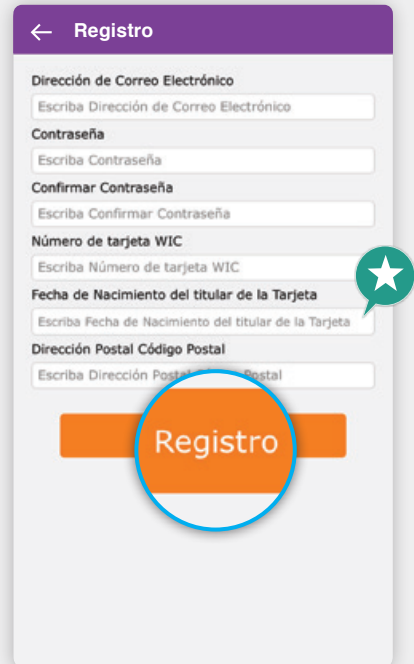 ← Registro
Dirección de Correo Electrónico
Escriba Dirección de Correo Electrónico
Contraseña
Escriba Contraseña
Confirmar Contraseña
Escriba Confirmar Contraseña
Número de tarjeta WIC
Escriba Número de tarjeta WIC
Fecha de Nacimiento del titular de la Tarjeta
Escriba Fecha de Nacimiento del titular de la Tarjeta
Dirección Postal Código Postal
Escriba Dirección Postal Código Postal
Registro